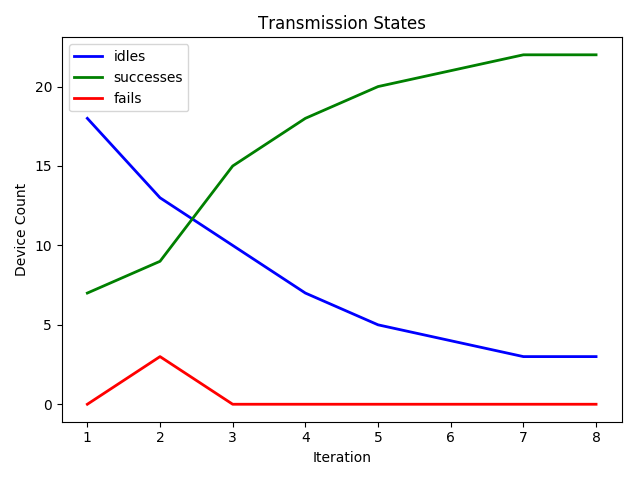 Transmission States
idles
successes
fails
Device Count
20
15
10
5
0
1 2 3 4 5 6 7 8
Iteration